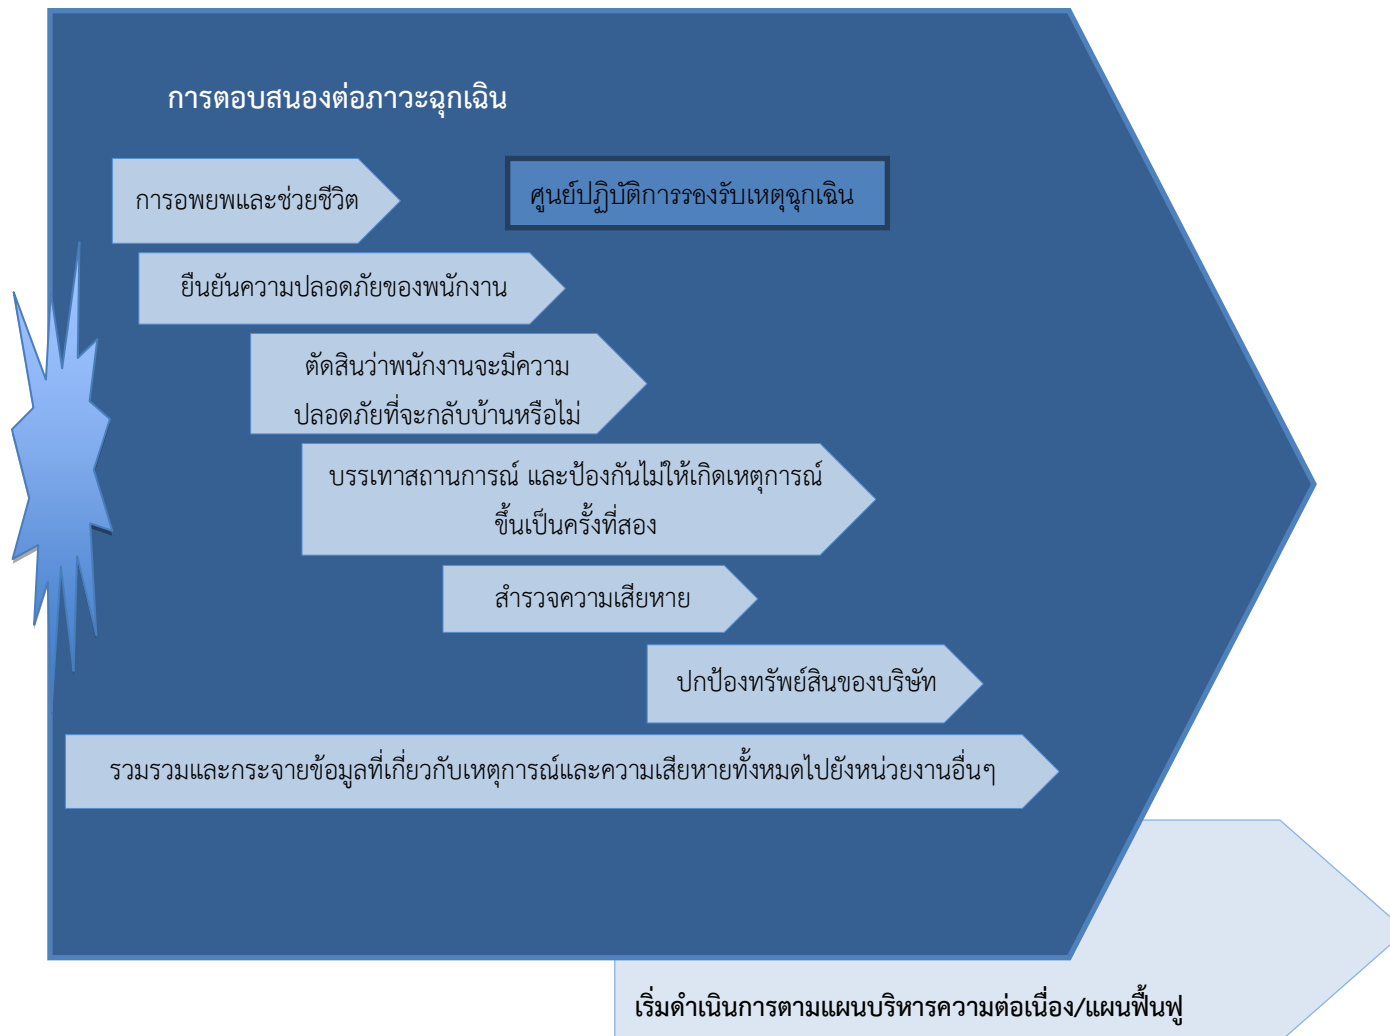 การตอบสนองต่อภาวะฉุกเฉิน
การอพยพและช่วยชีวิต
ศูนย์ปฏิบัติการรองรับเหตุฉุกเฉิน
ยืนยันความปลอดภัยของพนักงาน
ตัดสินว่าพนักงานจะมีความ
ปลอดภัยที่จะกลับบ้านหรือไม่
บรรเทาสถานการณ์ และป้องกันไม่ให้เกิดเหตุการณ์
ขึ้นเป็นครั้งที่สอง
สำรวจความเสียหาย
ปกป้องทรัพย์สินของบริษัท
รวมรวมและกระจายข้อมูลที่เกี่ยวกับเหตุการณ์และความเสียหายทั้งหมดไปยังหน่วยงานอื่นๆ
เริ่มดำเนินการตามแผนบริหารความต่อเนื่อง/แผนฟื้นฟู